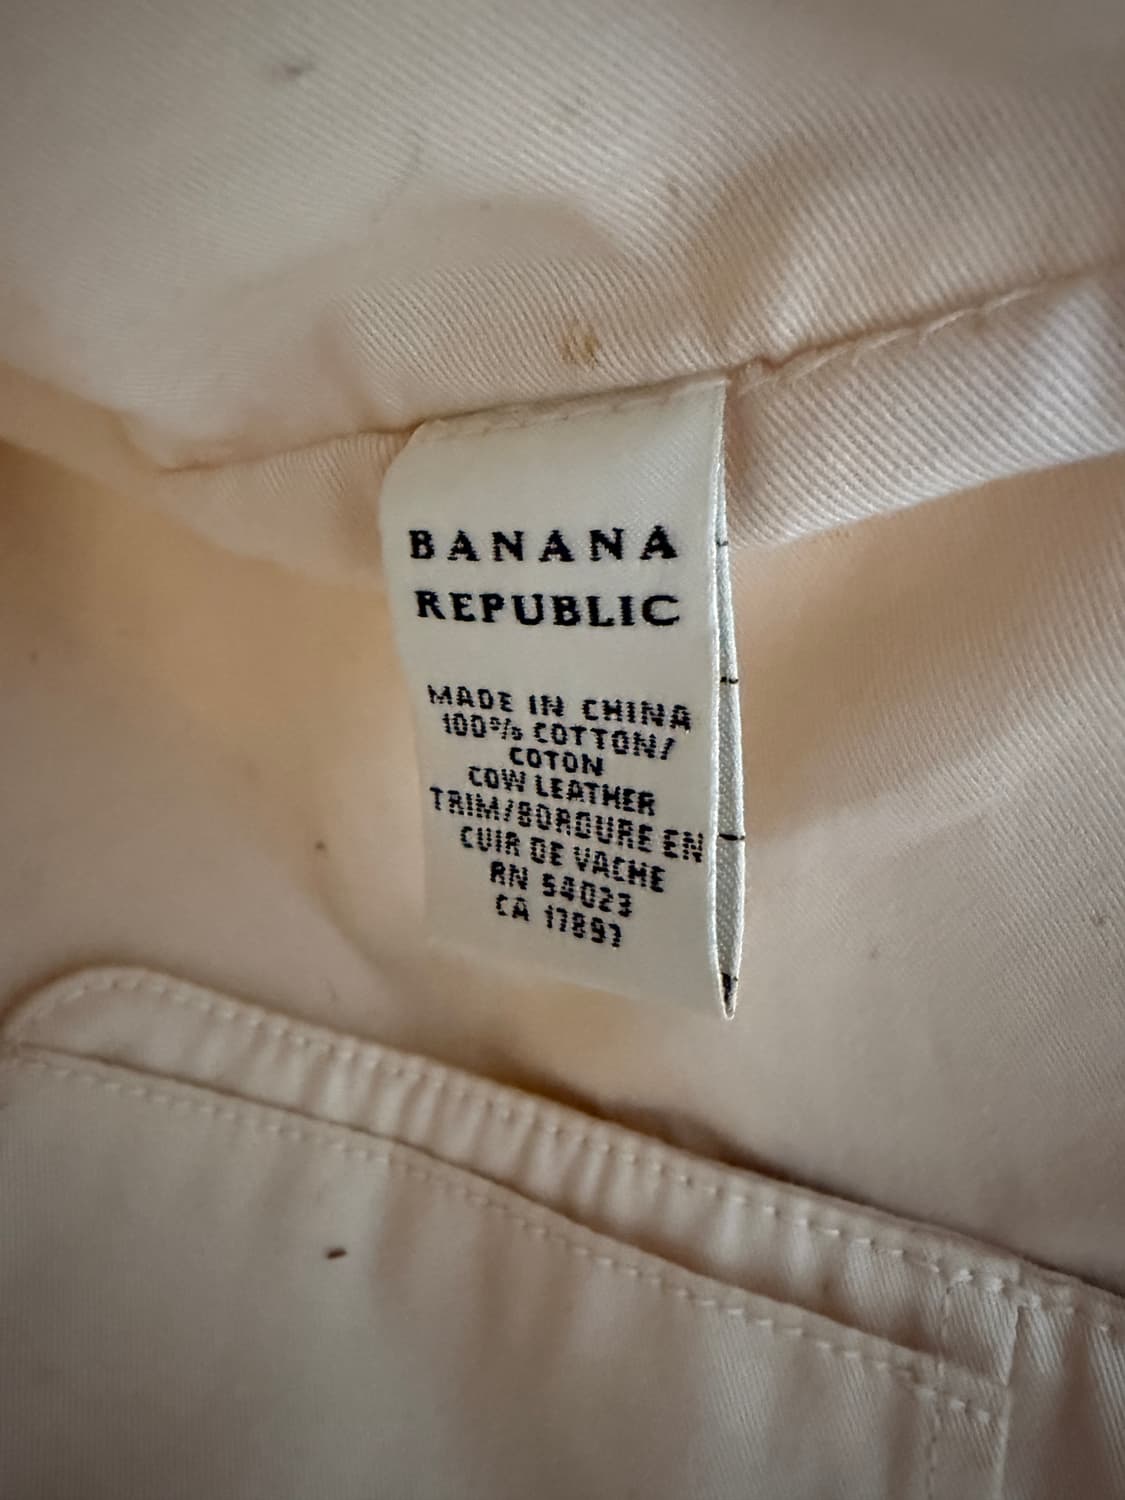 BANANA
REPUBLIC
MADE IN CHINA
100% COTTON/
COTON
COW LEATHER
TRIM/BORDURE EN
CUIR DE VACHE
RN 54023
CA 17897